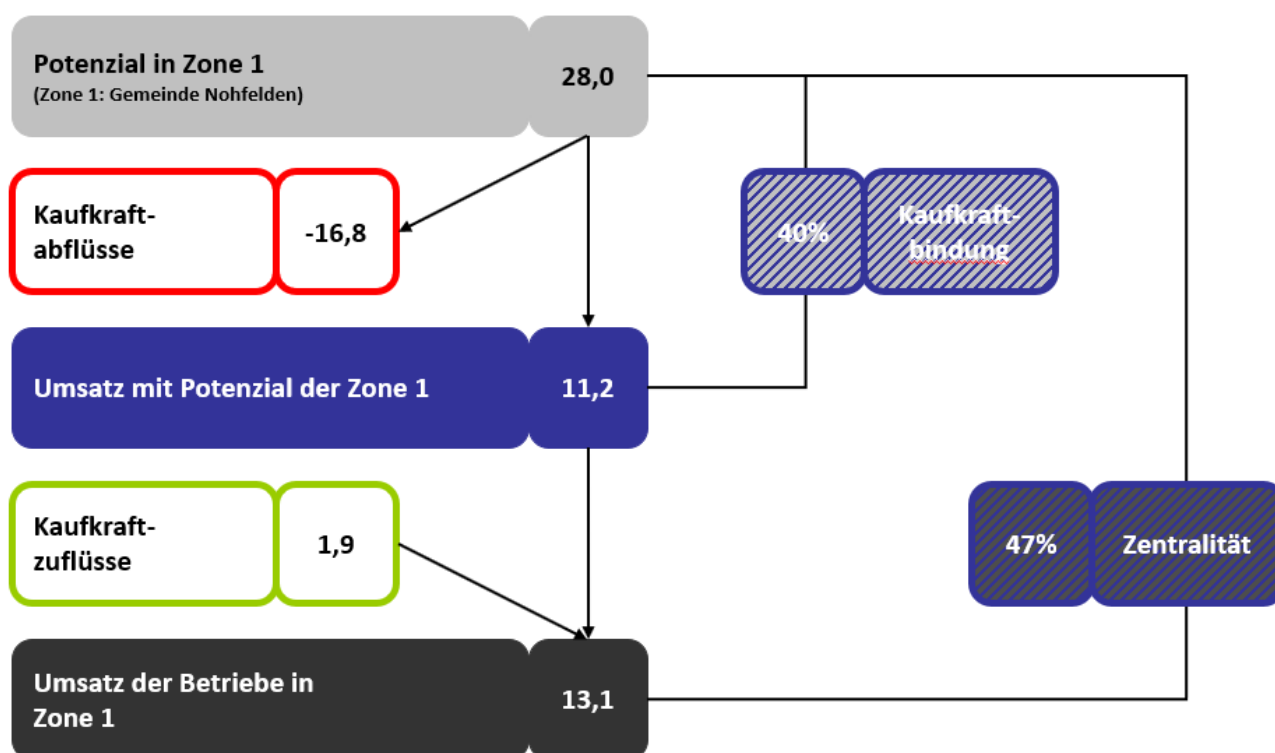 Potenzial in Zone 1
(Zone 1: Gemeinde Nohfelden)
28,0
Kaufkraft-
abflüsse
-16,8
40%
Kaufkraft-
bindung
Umsatz mit Potenzial der Zone 1
11,2
Kaufkraft-
zuflüsse
1,9
47%
Zentralität
Umsatz der Betriebe in
Zone 1
13,1